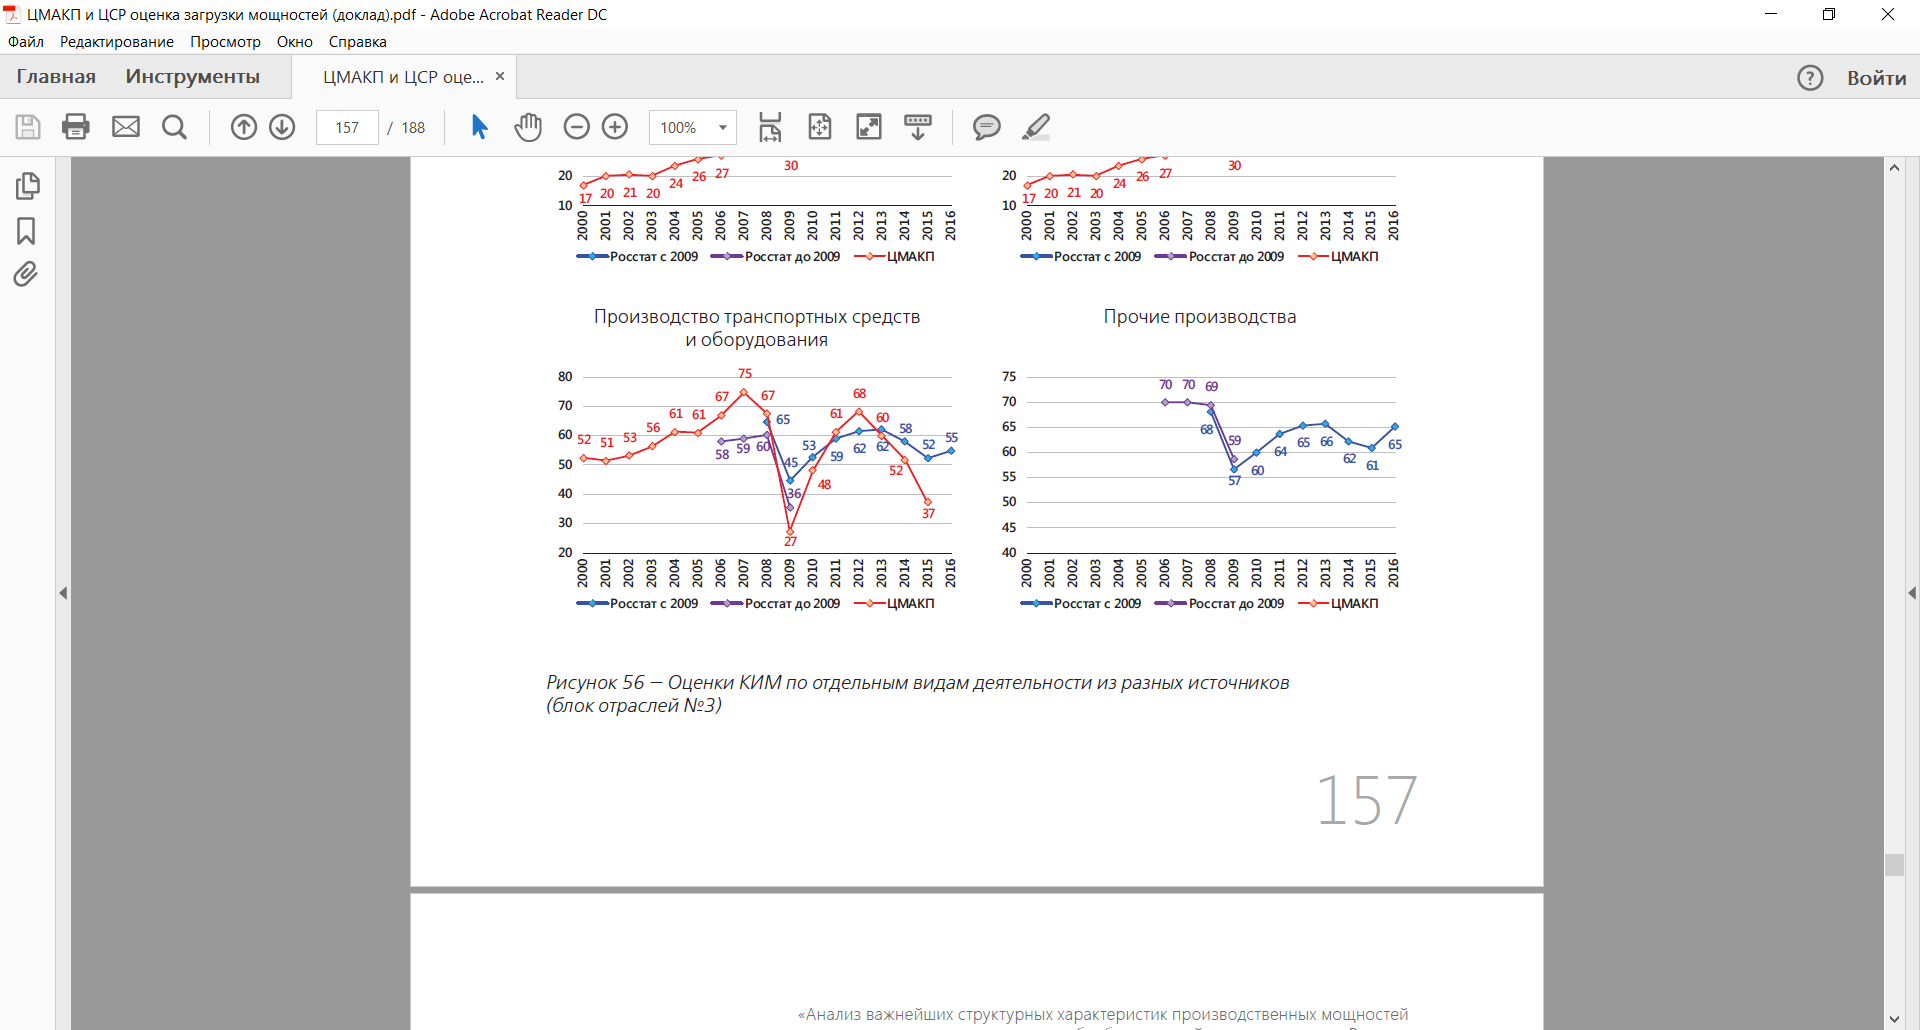 ЦМАКП и ЦСР оценка загрузки мощностей (доклад).pdf - Adobe Acrobat Reader DC
Файл Редактирование Просмотр Окно Справка
Главная Инструменты ЦМАКП и ЦСР оце... × ? Войти
157 / 188 100%
20
10
17 20 21 20 24 26 27 30
2000 2001 2002 2003 2004 2005 2006 2007 2008 2009 2010 2011 2012 2013 2014 2015 2016
Росстат с 2009 Росстат до 2009 ЦМАКП
20
10
17 20 21 20 24 26 27 30
2000 2001 2002 2003 2004 2005 2006 2007 2008 2009 2010 2011 2012 2013 2014 2015 2016
Росстат с 2009 Росстат до 2009 ЦМАКП
Производство транспортных средств
и оборудования
80
70
60
50
40
30
20
52 51 53 56 61 61 67 75 67 27 48 61 68 60 52 37
58 59 60 36
65 45 53 59 62 62 58 52 55
2000 2001 2002 2003 2004 2005 2006 2007 2008 2009 2010 2011 2012 2013 2014 2015 2016
Росстат с 2009 Росстат до 2009 ЦМАКП
Прочие производства
75
70
65
60
55
50
45
40
70 70 69 59
68 57 60 64 65 66 62 61 65
2000 2001 2002 2003 2004 2005 2006 2007 2008 2009 2010 2011 2012 2013 2014 2015 2016
Росстат с 2009 Росстат до 2009 ЦМАКП
Рисунок 56 — Оценки КИМ по отдельным видам деятельности из разных источников
(блок отраслей №3)
157
«Анализ важнейших структурных характеристик производственных мощностей